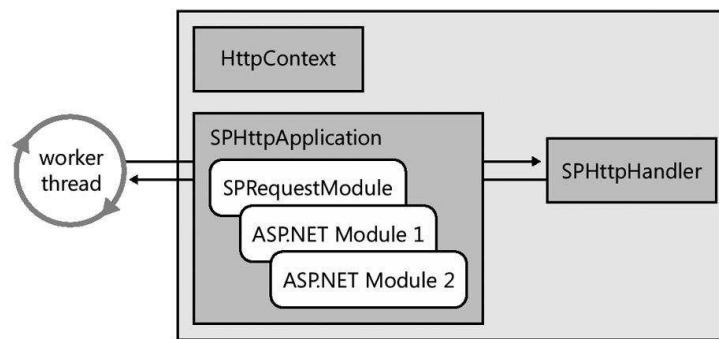 HttpContext
SPHttpApplication
worker
thread
SPRequestModule
SPHttpHandler
ASP.NET Module 1
ASP.NET Module 2